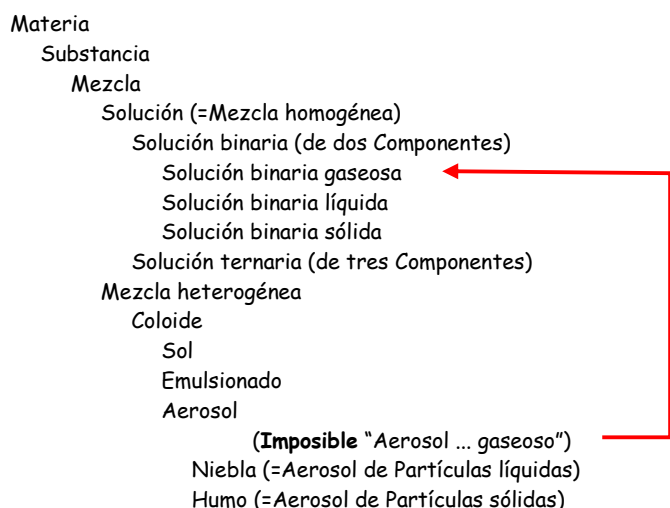 Materia
Substancia
Mezcla
Solución (=Mezcla homogénea)
Solución binaria (de dos Componentes)
Solución binaria gaseosa
Solución binaria líquida
Solución binaria sólida
Solución ternaria (de tres Componentes)
Mezcla heterogénea
Coloide
Sol
Emulsionado
Aerosol
(Imposible “Aerosol ... gaseoso”)
Niebla (=Aerosol de Partículas líquidas)
Humo (=Aerosol de Partículas sólidas)